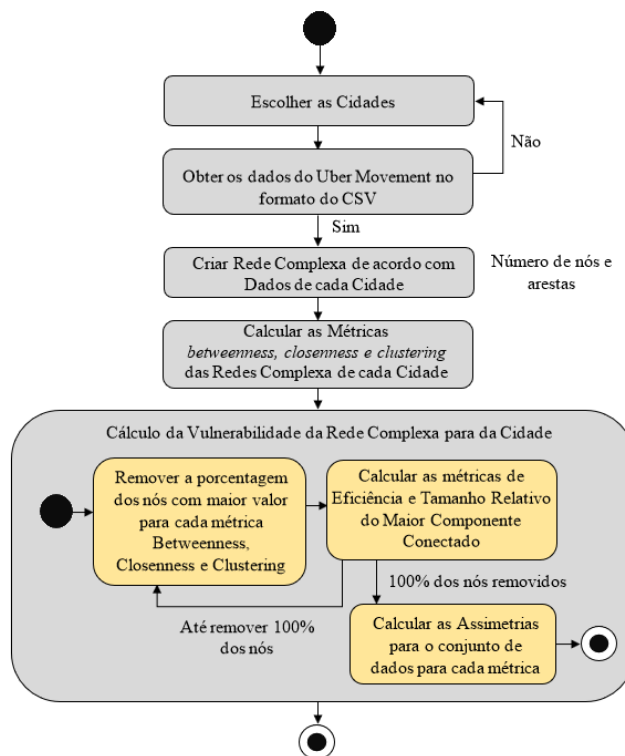 Escolher as Cidades
Não
Obter os dados do Uber Movement no
formato do CSV
Sim
Criar Rede Complexa de acordo com
Dados de cada Cidade
Número de nós e
arestas
Calcular as Métricas
betweenness, closeness e clustering
das Redes Complexa de cada Cidade
Cálculo da Vulnerabilidade da Rede Complexa para da Cidade
Remover a porcentagem
dos nós com maior valor
para cada métrica
Betweenness,
Closeness e Clustering
Calcular as métricas de
Eficiência e Tamanho Relativo
do Maior Componente
Conectado
100% dos nós removidos
Até remover 100%
dos nós
Calcular as Assimetrias
para o conjunto de
dados para cada métrica